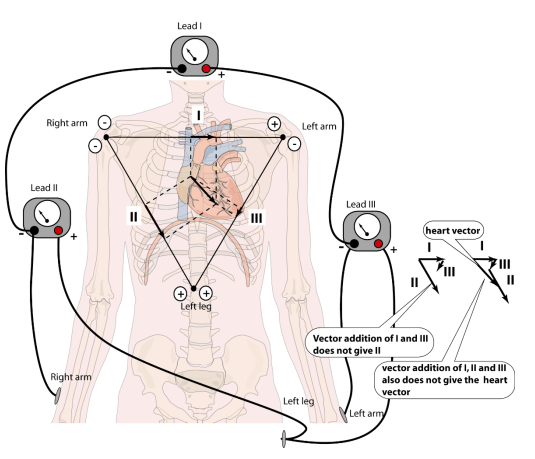 Lead I
- +
I
Right arm
Left arm
- +
- -
Lead II
Lead III
- +
- +
II
III
heart vector
I
I
III
III
II
II
+ +
Left leg
Vector addition of I and III
does not give II
vector addition of I, II and III
also does not give the heart
vector
Right arm
Left leg
Left arm